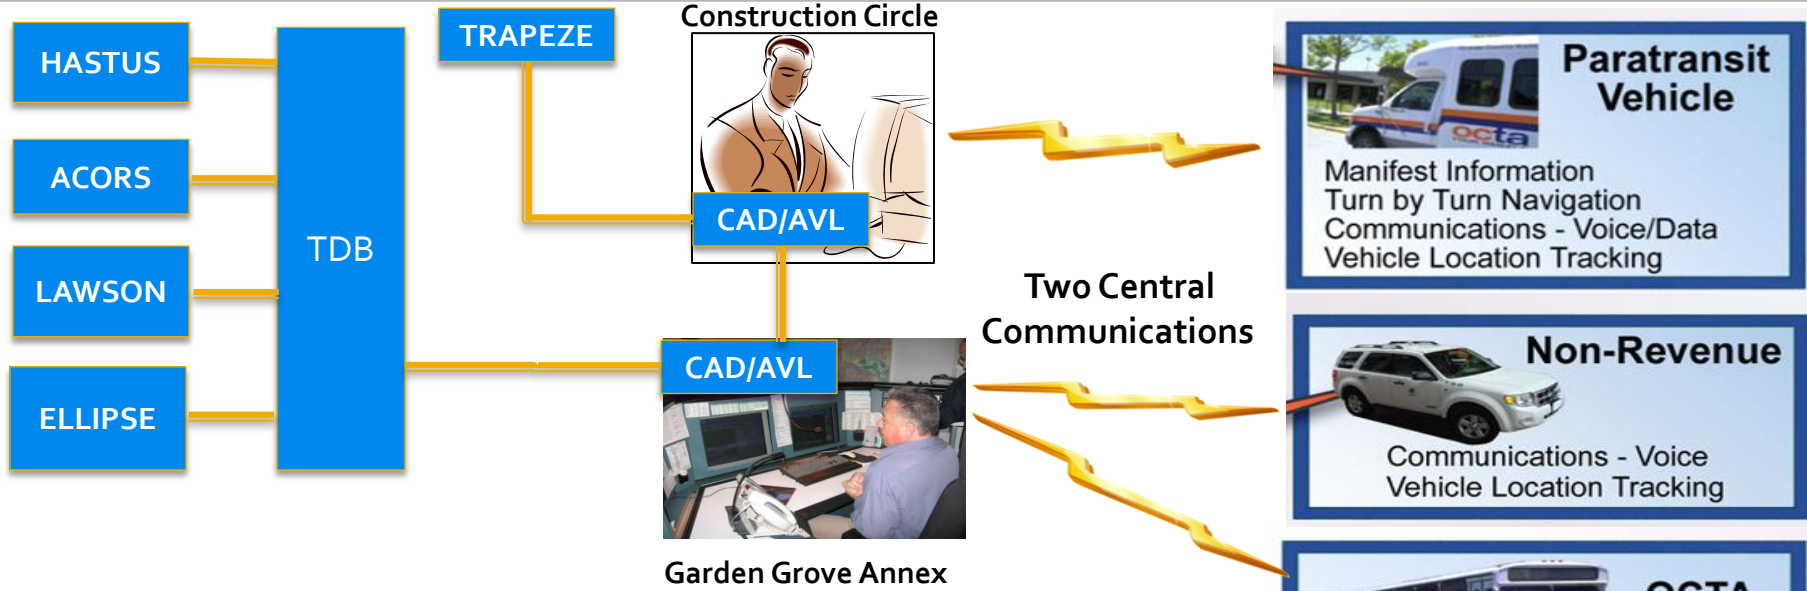 HASTUS
ACORS
LAWSON
ELLIPSE
TDB
TRAPEZE
Construction Circle
CAD/AVL
CAD/AVL
Garden Grove Annex
Two Central
Communications
Paratransit
Vehicle
octa
Manifest Information
Turn by Turn Navigation
Communications - Voice/Data
Vehicle Location Tracking
Non-Revenue
Communications - Voice
Vehicle Location Tracking
OCTA